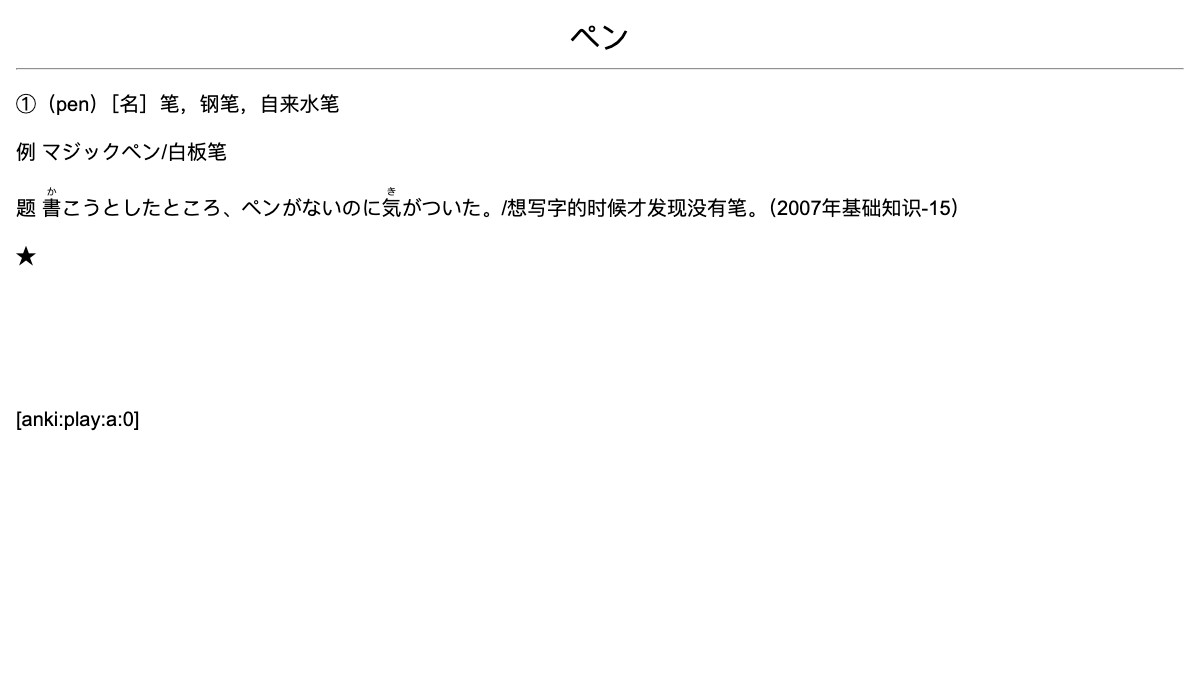 ペン
①（pen）［名］笔，钢笔，自来水笔
例 マジックペン/白板笔
题 書こうとしたところ、ペンがないのに気がついた。/想写字的时候才发现没有笔。（2007年基础知识-15）
★
[anki:play:a:0]